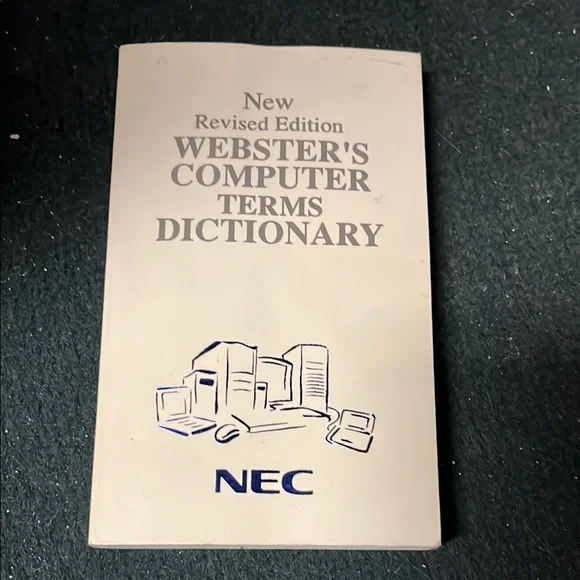 New
Revised Edition
WEBSTER'S
COMPUTER
TERMS
DICTIONARY
NEC